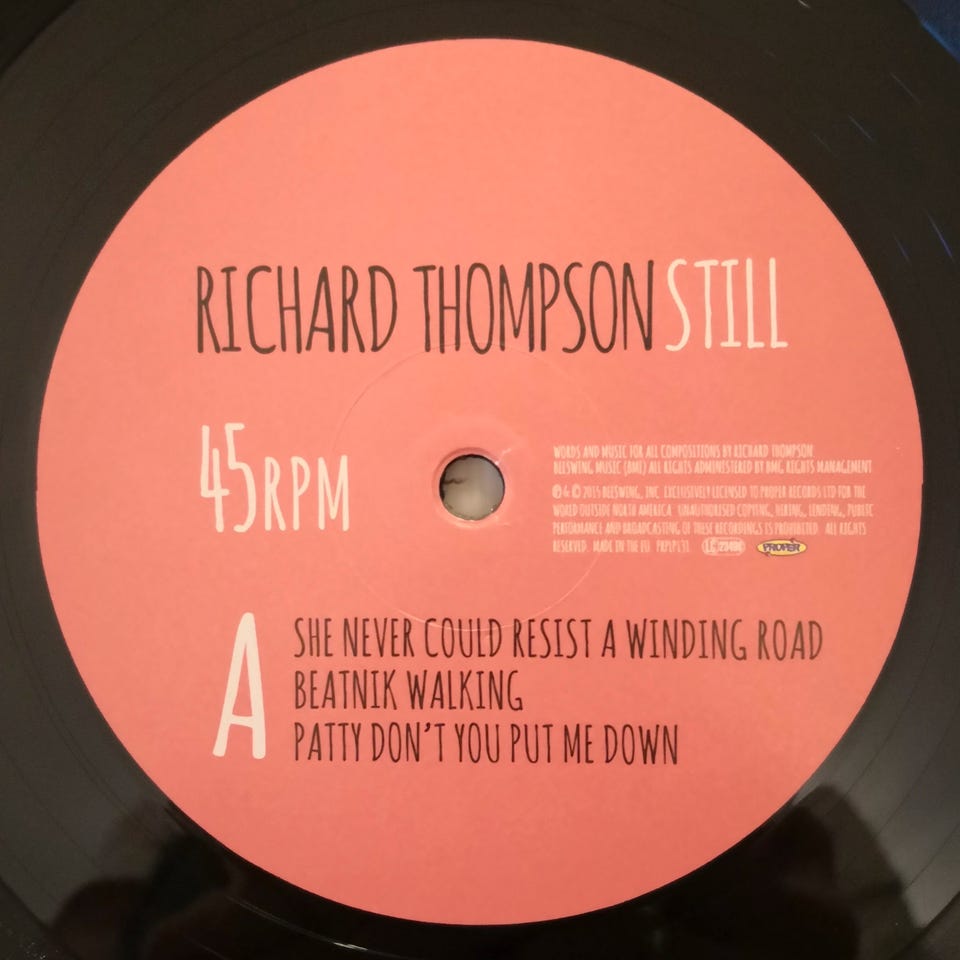 RICHARD THOMPSON STILL
45RPM
WORDS AND MUSIC FOR ALL COMPOSITIONS BY RICHARD THOMPSON
BEESWING MUSIC (BMI) ALL RIGHTS ADMINISTERED BY BMG RIGHTS MANAGEMENT
℗ & © 2015 BEESWING, INC. EXCLUSIVELY LICENSED TO PROPER RECORDS LTD FOR THE
WORLD OUTSIDE NORTH AMERICA. UNAUTHORISED COPYING, HIRING, LENDING, PUBLIC
PERFORMANCE AND BROADCASTING OF THESE RECORDINGS IS PROHIBITED. ALL RIGHTS
RESERVED. MADE IN THE EU PRPLP131 LC PROPER
A
SHE NEVER COULD RESIST A WINDING ROAD
BEATNIK WALKING
PATTY DON'T YOU PUT ME DOWN